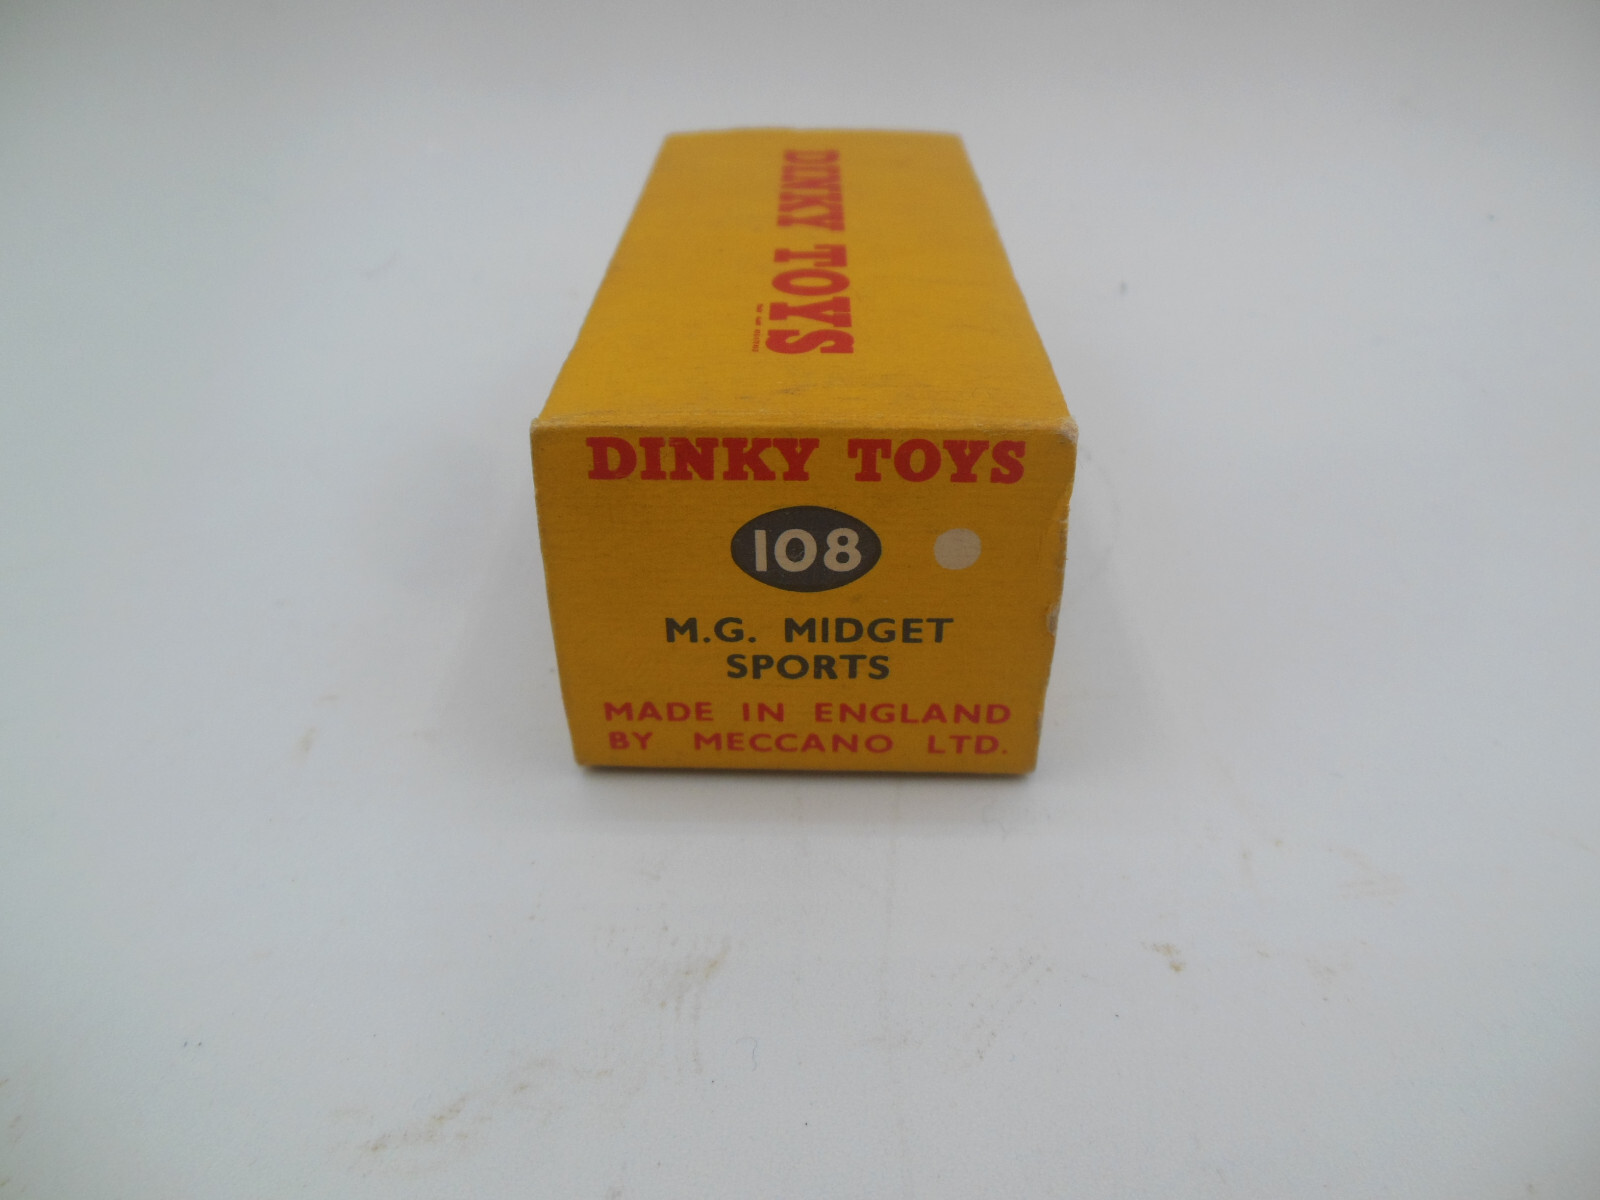 DINKY TOYS
DINKY TOYS
108
M.G. MIDGET
SPORTS
MADE IN ENGLAND
BY MECCANO LTD.